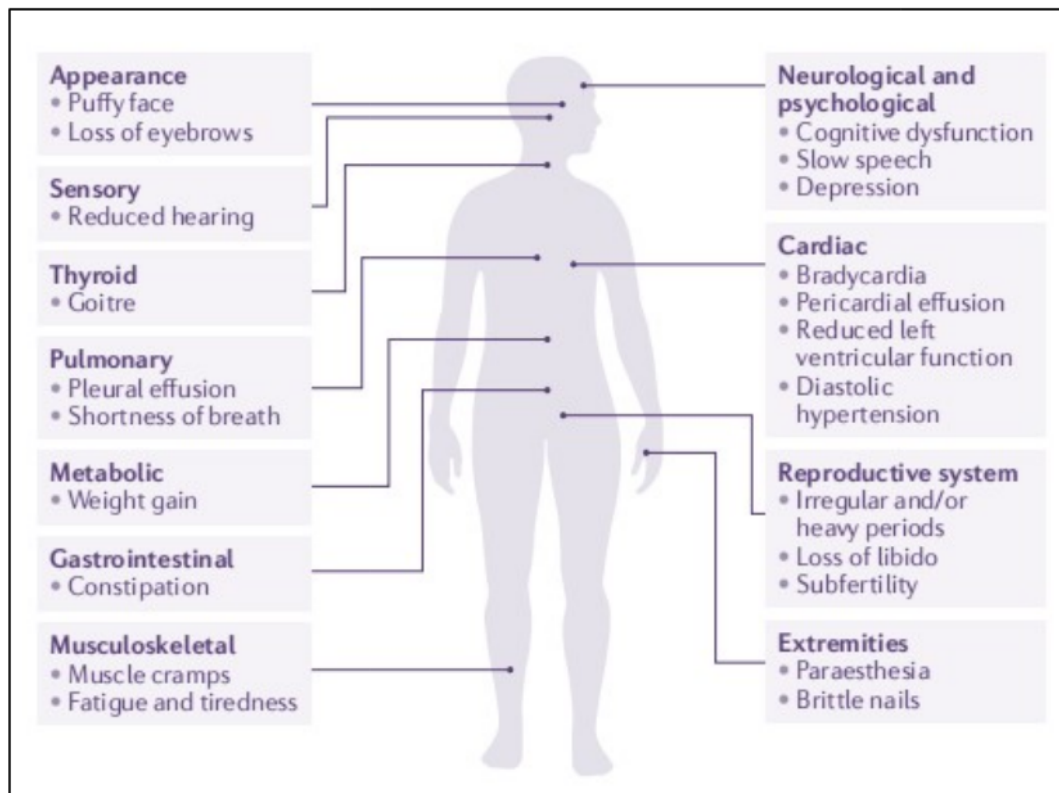 Appearance
• Puffy face
• Loss of eyebrows
Sensory
• Reduced hearing
Thyroid
• Goitre
Pulmonary
• Pleural effusion
• Shortness of breath
Metabolic
• Weight gain
Gastrointestinal
• Constipation
Musculoskeletal
• Muscle cramps
• Fatigue and tiredness
Neurological and
psychological
• Cognitive dysfunction
• Slow speech
• Depression
Cardiac
• Bradycardia
• Pericardial effusion
• Reduced left
ventricular function
• Diastolic
hypertension
Reproductive system
• Irregular and/or
heavy periods
• Loss of libido
• Subfertility
Extremities
• Paraesthesia
• Brittle nails